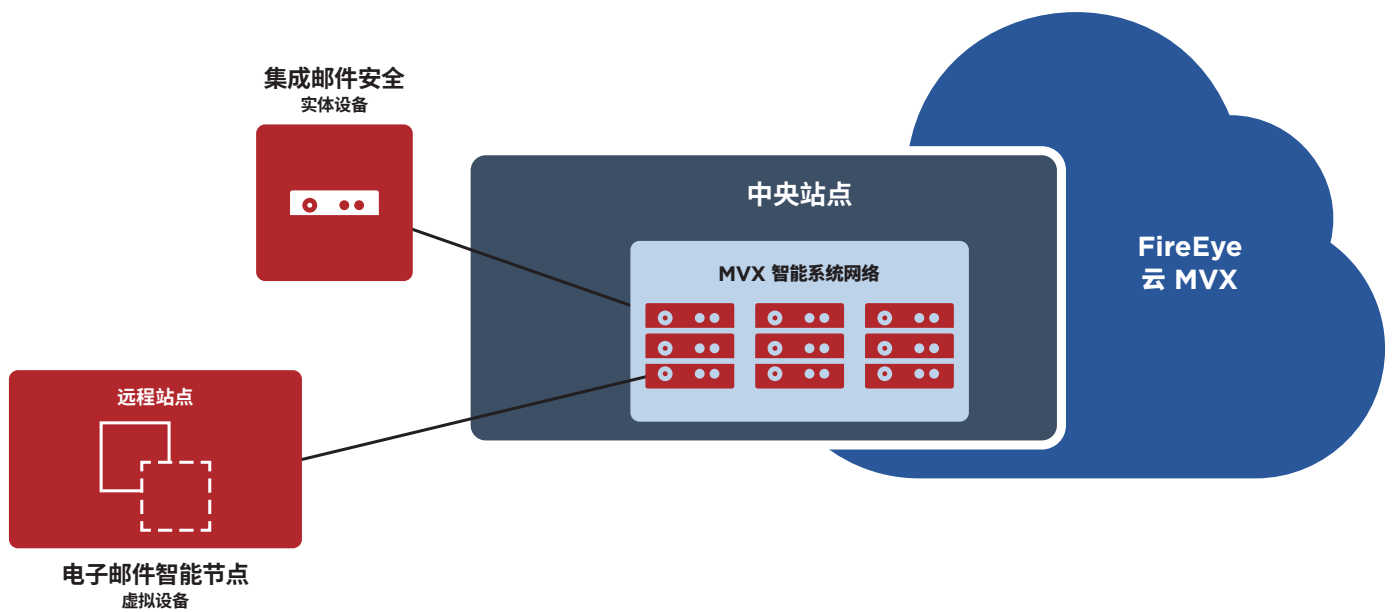 集成邮件安全
实体设备
中央站点
MVX 智能系统网络
FireEye
云 MVX
远程站点
电子邮件智能节点
虚拟设备